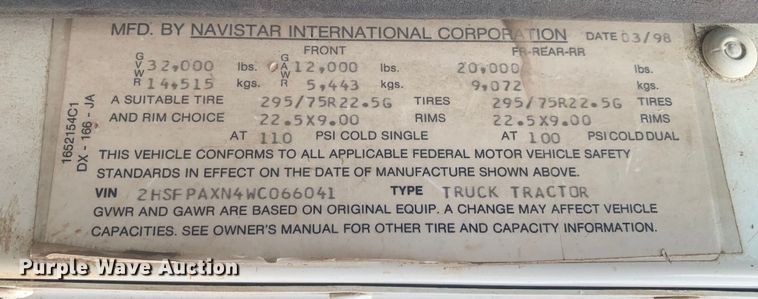 MFD. BY NAVISTAR INTERNATIONAL CORPORATION DATE 03/98
FRONT FR-REAR-RR
GVWR 32,000 lbs. GAWR 12,000 lbs. 20,000 lbs.
14,515 kgs. 5,443 kgs. 9,072 kgs.
A SUITABLE TIRE 295/75R22.5G TIRES 295/75R22.5G TIRES
AND RIM CHOICE 22.5X9.00 RIMS 22.5X9.00 RIMS
AT 110 PSI COLD SINGLE AT 100 PSI COLD DUAL
THIS VEHICLE CONFORMS TO ALL APPLICABLE FEDERAL MOTOR VEHICLE SAFETY
STANDARDS IN EFFECT ON THE DATE OF MANUFACTURE SHOWN ABOVE.
VIN 2HSFPAXN4WC066041 TYPE TRUCK TRACTOR
GVWR AND GAWR ARE BASED ON ORIGINAL EQUIP. A CHANGE MAY AFFECT VEHICLE
CAPACITIES. SEE OWNER'S MANUAL FOR OTHER TIRE AND CAPACITY INFORMATION.
1652154C1
DX - 166 - JA
Purple Wave Auction